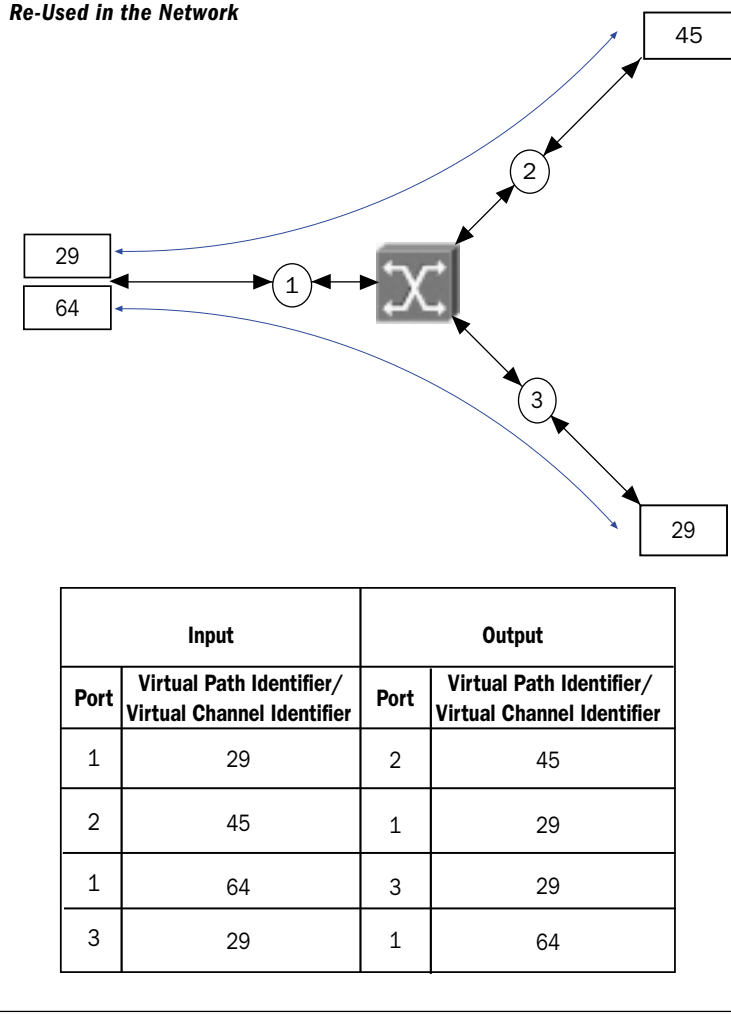 Re-Used in the Network
45
2
29
1
64
3
29
Input Output
Port Virtual Path Identifier/ Virtual Channel Identifier Port Virtual Path Identifier/ Virtual Channel Identifier
1 29 2 45
2 45 1 29
1 64 3 29
3 29 1 64